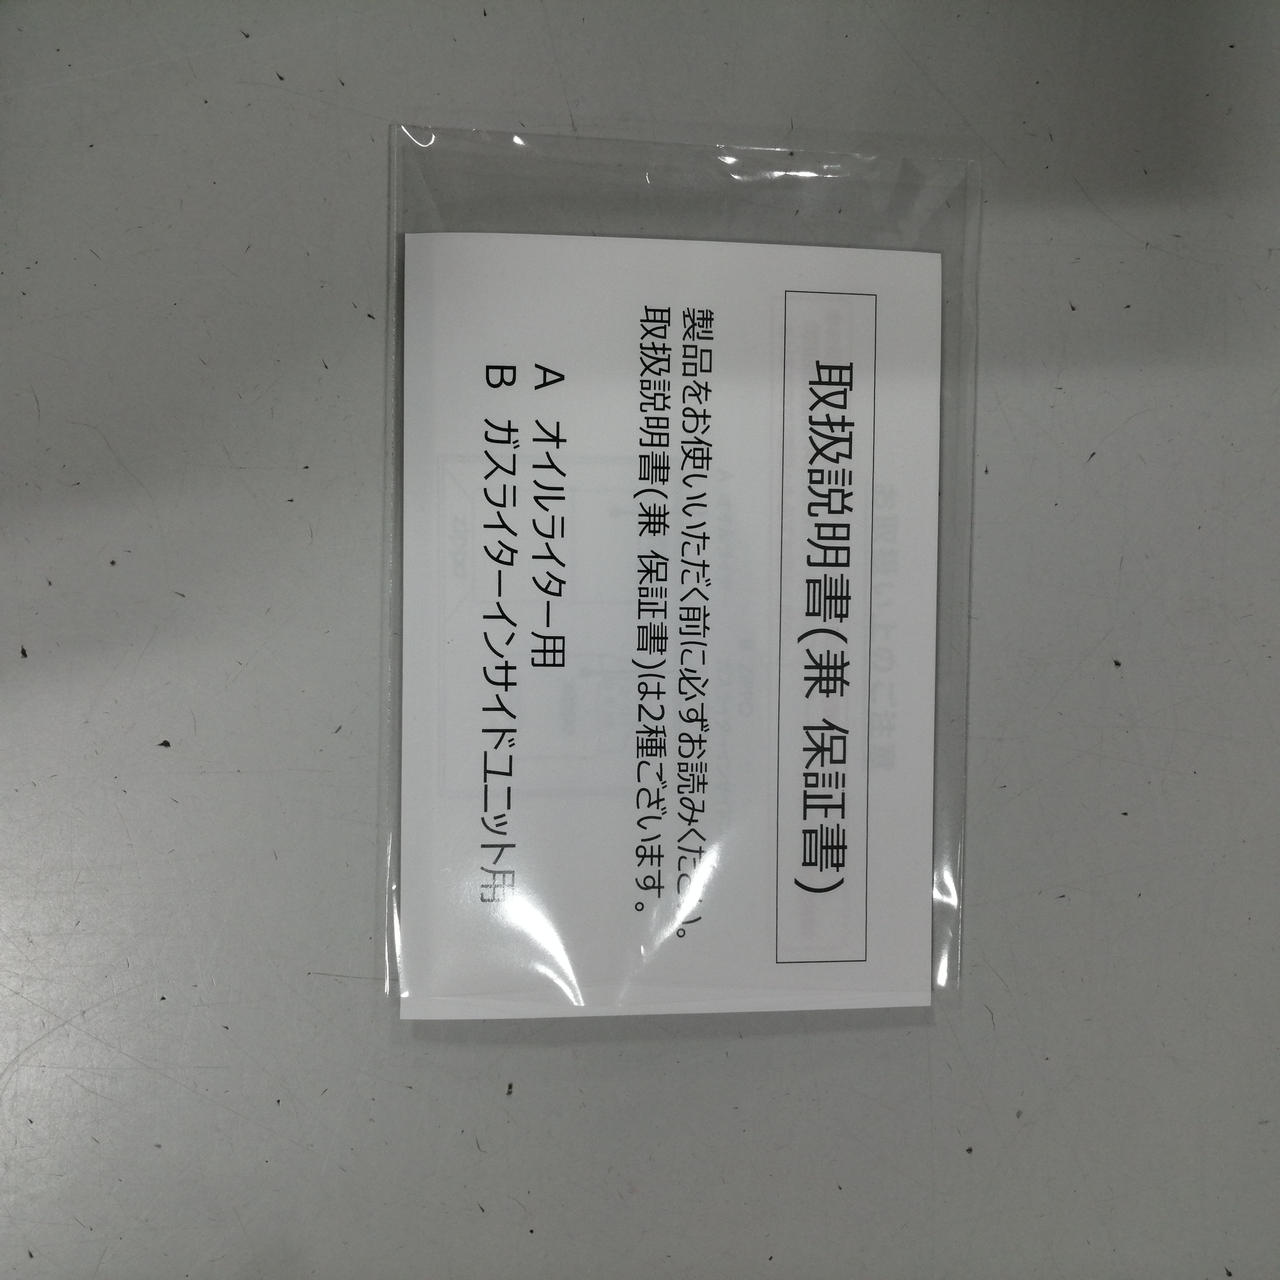 取扱説明書(兼 保証書)
製品をお使いいただく前に必ずお読みください。
取扱説明書(兼 保証書)は2種ございます。
A オイルライター用
B ガスライターインサイドユニット用